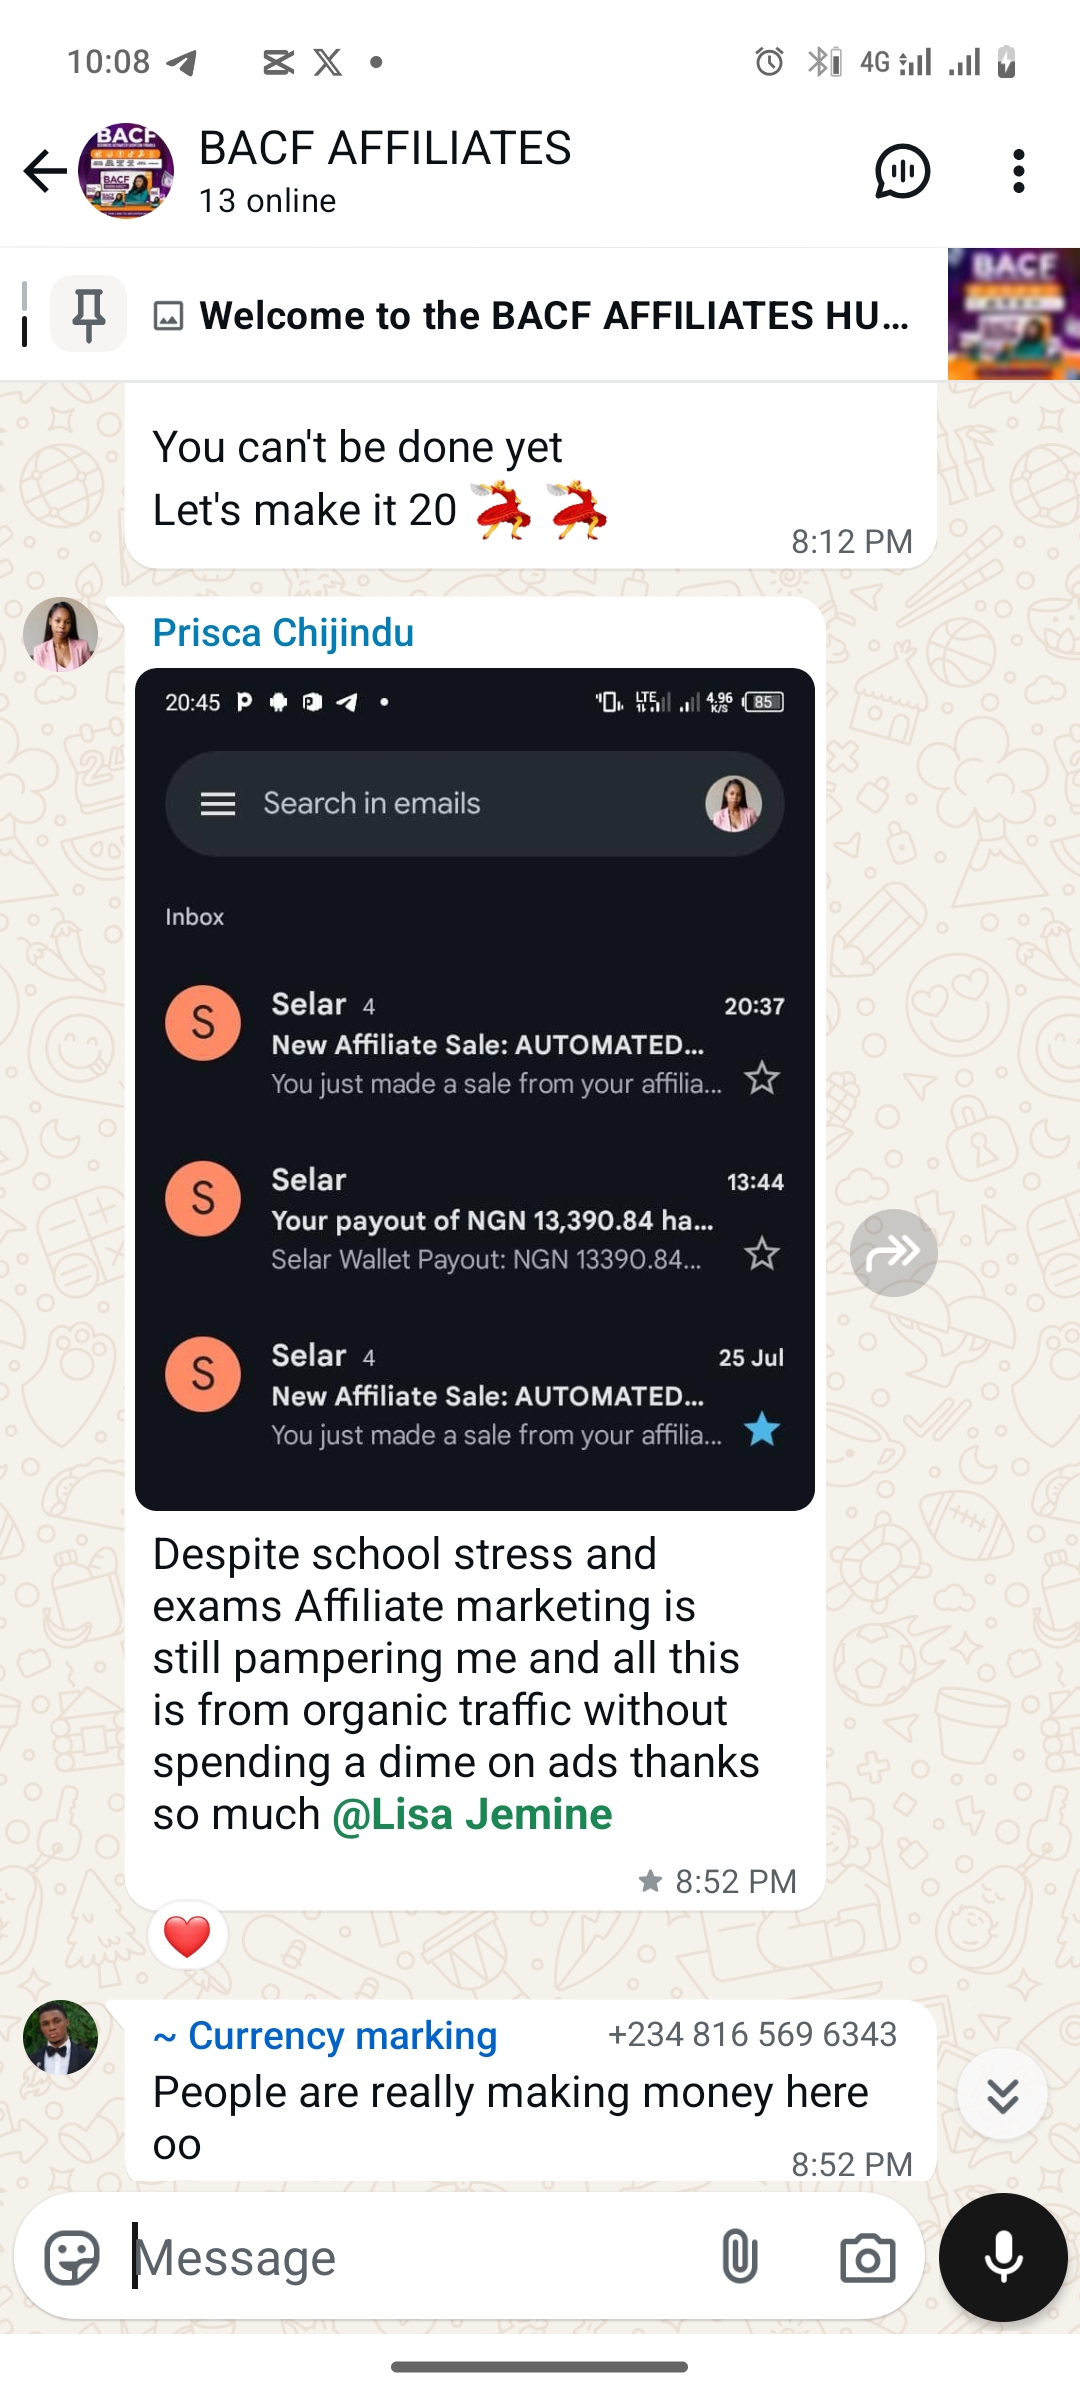 10:08
4G
BACF AFFILIATES
13 online
Welcome to the BACF AFFILIATES HU...
BACF
You can't be done yet
Let's make it 20 💃 💃
8:12 PM
Prisca Chijindu
20:45
LTE
4.96
K/S
85
Search in emails
Inbox
S
Selar 4
20:37
New Affiliate Sale: AUTOMATED...
You just made a sale from your affilia...
S
Selar
13:44
Your payout of NGN 13,390.84 ha...
Selar Wallet Payout: NGN 13390.84...
S
Selar 4
25 Jul
New Affiliate Sale: AUTOMATED...
You just made a sale from your affilia...
Despite school stress and
exams Affiliate marketing is
still pampering me and all this
is from organic traffic without
spending a dime on ads thanks
so much @Lisa Jemine
8:52 PM
~ Currency marking
+234 816 569 6343
People are really making money here
oo
8:52 PM
Message